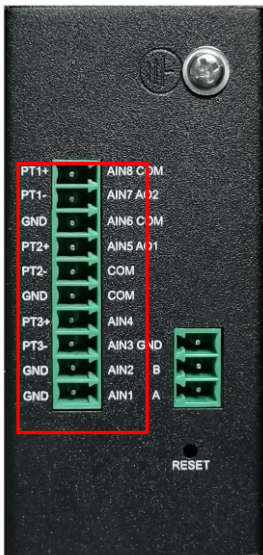 PT1+ AIN8 COM
PT1- AIN7 AO2
GND AIN6 COM
PT2+ AIN5 AO1
PT2- COM
GND COM
PT3+ AIN4
PT3- AIN3 GND
GND AIN2 B
GND AIN1 A
RESET